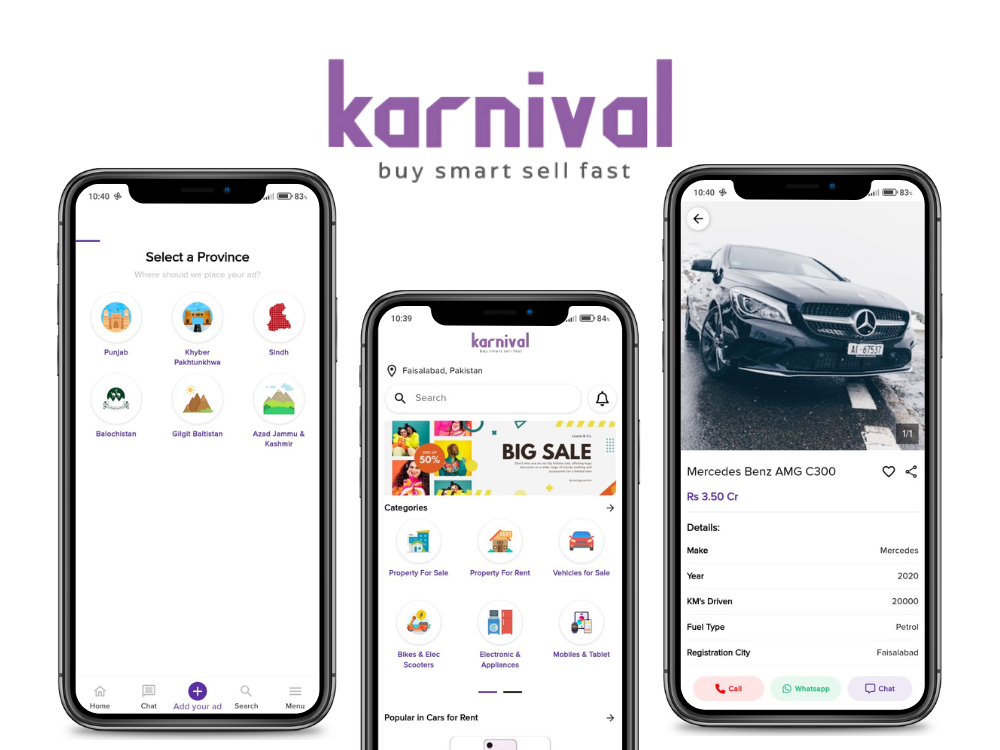 karnival
buy smart sell fast
10:40
83%
Select a Province
Where should we place your ad?
Punjab
Khyber
Pakhtunkhwa
Sindh
Balochistan
Gilgit Baltistan
Azad Jammu &
Kashmir
Home
Chat
Add your ad
Search
Menu
10:39
84%
karnival
buy smart sell fast
Faisalabad, Pakistan
Search
50%
BIG SALE
Categories
Property For Sale
Property For Rent
Vehicles for Sale
Bikes & Elec
Scooters
Electronic &
Appliances
Mobiles & Tablet
Popular in Cars for Rent
10:40
83%
AI·67537
1/1
Mercedes Benz AMG C300
Rs 3.50 Cr
Details:
Make
Mercedes
Year
2020
KM's Driven
20000
Fuel Type
Petrol
Registration City
Faisalabad
Call
Whatsapp
Chat